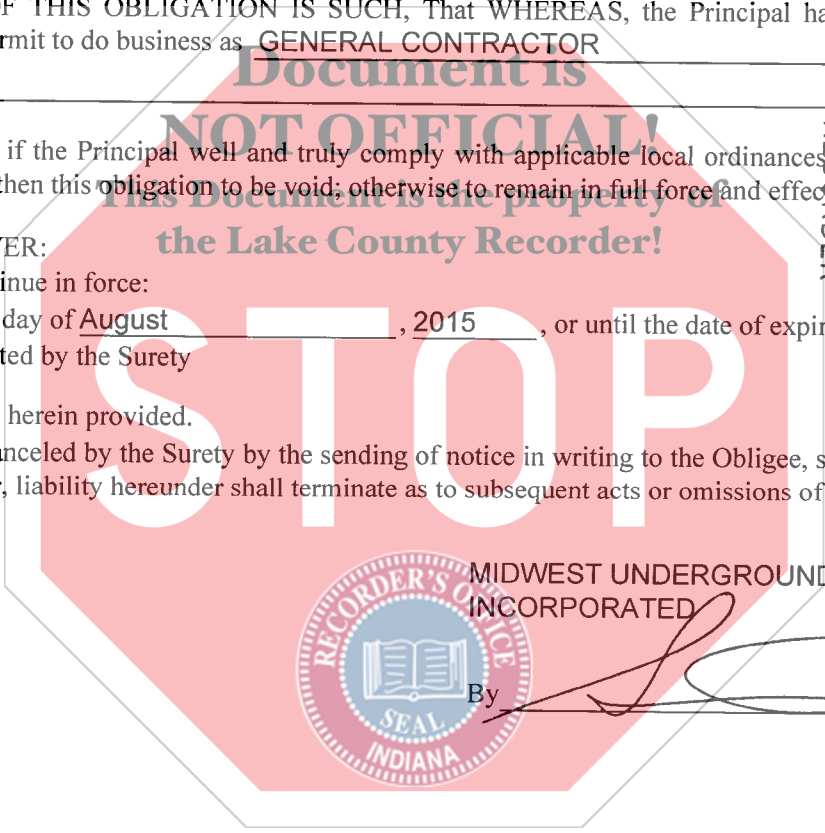 OF THIS OBLIGATION IS SUCH, That WHEREAS, the Principal ha
rmit to do business as GENERAL CONTRACTOR
Document is
NOT OFFICIAL!
if the Principal well and truly comply with applicable local ordinances
then this obligation to be void; otherwise to remain in full force and effec
This Document is the property of
the Lake County Recorder!
VER:
inue in force:
day of August , 2015 , or until the date of expir
ted by the Surety
STOP
herein provided.
anceled by the Surety by the sending of notice in writing to the Obligee, s
, liability hereunder shall terminate as to subsequent acts or omissions of
MIDWEST UNDERGROUND
INCORPORATED
By
RECORDER'S OFFICE
SEAL
INDIANA